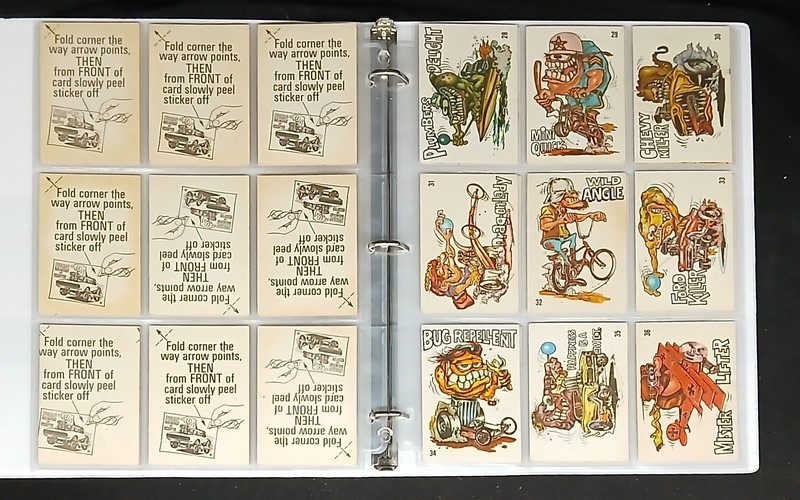 Fold corner the
way arrow points,
THEN
from FRONT of
card slowly peel
sticker off
Fold corner the
way arrow points,
THEN
from FRONT of
card slowly peel
sticker off
Fold corner the
way arrow points,
THEN
from FRONT of
card slowly peel
sticker off
Fold corner the
way arrow points,
THEN
from FRONT of
card slowly peel
sticker off
Fold corner the
way arrow points,
THEN
from FRONT of
card slowly peel
sticker off
Fold corner the
way arrow points,
THEN
from FRONT of
card slowly peel
sticker off
Fold corner the
way arrow points,
THEN
from FRONT of
card slowly peel
sticker off
Fold corner the
way arrow points,
THEN
from FRONT of
card slowly peel
sticker off
Fold corner the
way arrow points,
THEN
from FRONT of
card slowly peel
sticker off
28
PLUMBERS
DELIGHT
29
MINI
QUICK
30
CHEVY
KILLER
31
WILD
ANGLE
32
33
FORD
KILLER
BUG REPELLENT
34
35
HAPPINESS
IS A
36
MISTER LIFTER